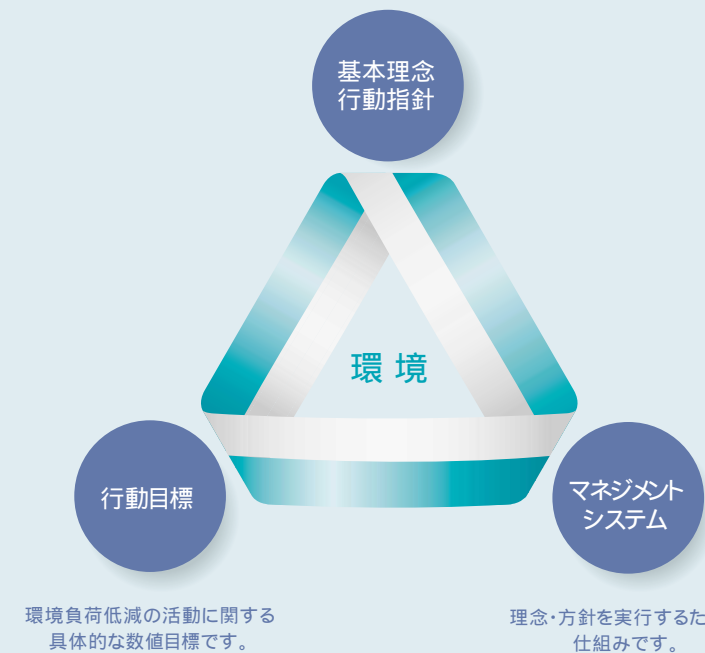 基本理念
行動指針
環境
行動目標
マネジメント
システム
環境負荷低減の活動に関する
具体的な数値目標です。
理念・方針を実行するた
仕組みです。